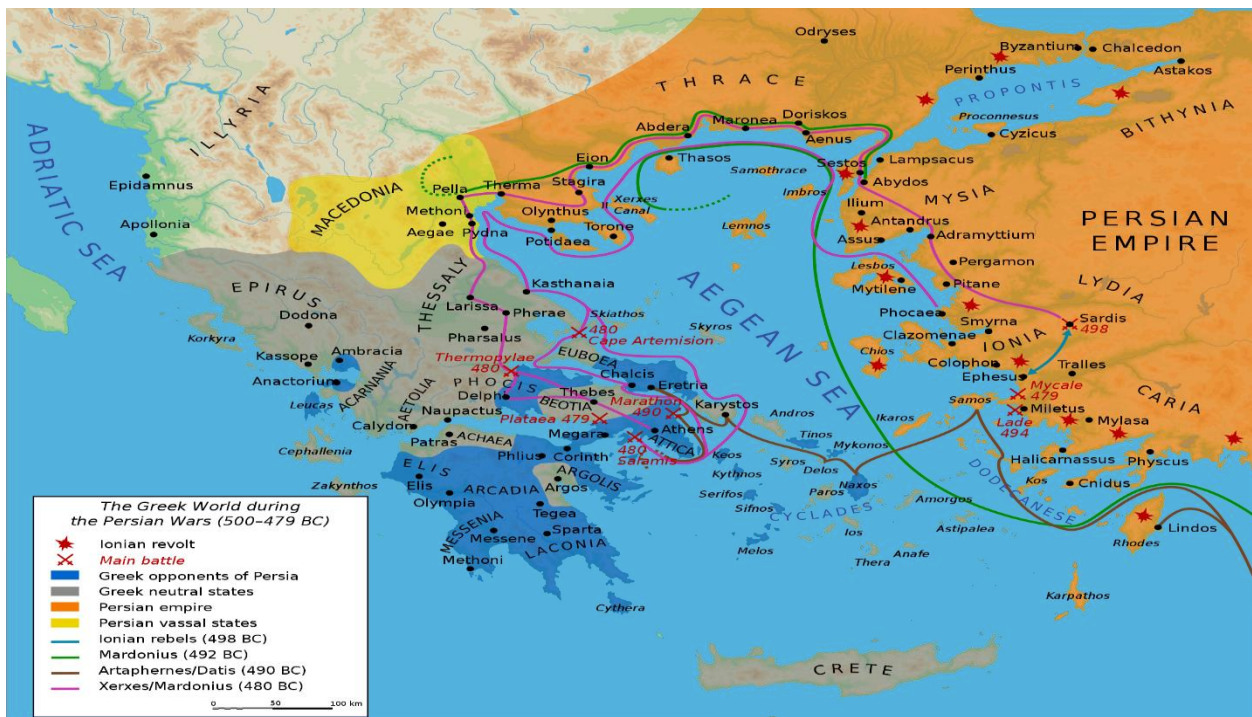 Odryses
Byzantium
Chalcedon
Perinthus
Astakos
THRACE
PROPONTIS
BITHYNIA
Proconnesus
Cyzicus
ILLYRIA
ADRIATIC SEA
Doriskos
Maronea
Abdera
Aenus
Eion
Thasos
Samothrace
Sestos
Lampsacus
Abydos
Imbros
MYSIA
Epidamnus
Apollonia
MACEDONIA
Pella
Therma
Stagira
Xerxes
Canal
Methoni
Aegae
Pydna
Olynthus
Potidaea
Torone
Lemnos
Ilium
Antandrus
Assus
Adramyttium
PERSIAN
EMPIRE
Lesbos
Mytilene
Pergamon
Pitane
LYDIA
EPIRUS
Dodona
THESSALY
Kasthanaia
Larissa
Pherae
Skiathos
Pharsalus
AEGEAN SEA
Skyros
Phocaea
Smyrna
Sardis
498
Clazomenae
IONIA
Korkyra
Kassope
Ambracia
Anactorium
480
Cape Artemision
Thermopylae
480
EUBOEA
Chios
Colophon
Tralles
Ephesus
Leucas
ACARNANIA
AETOLIA
PHOCIS
Delph
Chalcis
Eretria
Thebes
BEOTIA
Marathon
490
Karystos
Samos
Mycale
479
CARIA
Calydon
Naupactus
Plataea 479
Andros
Ikaros
Miletus
Lade
494
Mylasa
Cephallenia
Patras
ACHAEA
Megara
Athens
ATTICA
480
Salamis
Keos
Tinos
Mykonos
Phlius
Corinth
Kythnos
Syros
Delos
Halicarnassus
Physcus
ELIS
Elis
Zakynthos
ARGOLIS
Argos
ARCADIA
Olympia
Serifos
Paros
Naxos
DODECANESE
Kos
Cnidus
Sifnos
CYCLADES
Amorgos
Tegea
MESSENIA
Messene
Sparta
LACONIA
Ios
Astipalea
Lindos
Rhodes
Melos
Anafe
Thera
Methoni
Cythera
Karpathos
CRETE
The Greek World during
the Persian Wars (500–479 BC)
Ionian revolt
Main battle
Greek opponents of Persia
Greek neutral states
Persian empire
Persian vassal states
Ionian rebels (498 BC)
Mardonius (492 BC)
Artaphernes/Datis (490 BC)
Xerxes/Mardonius (480 BC)
0 50 100 km